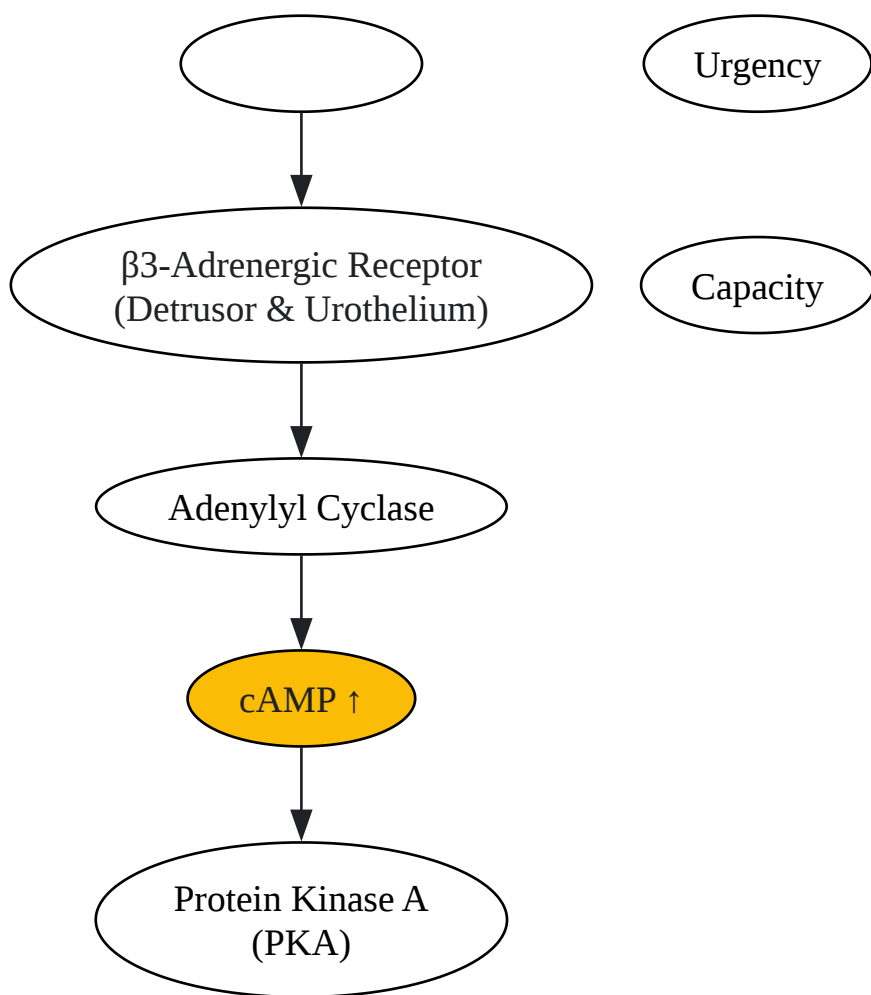 Urgency
β3-Adrenergic Receptor
(Detrusor & Urothelium)
Capacity
Adenylyl Cyclase
cAMP ↑
Protein Kinase A
(PKA)